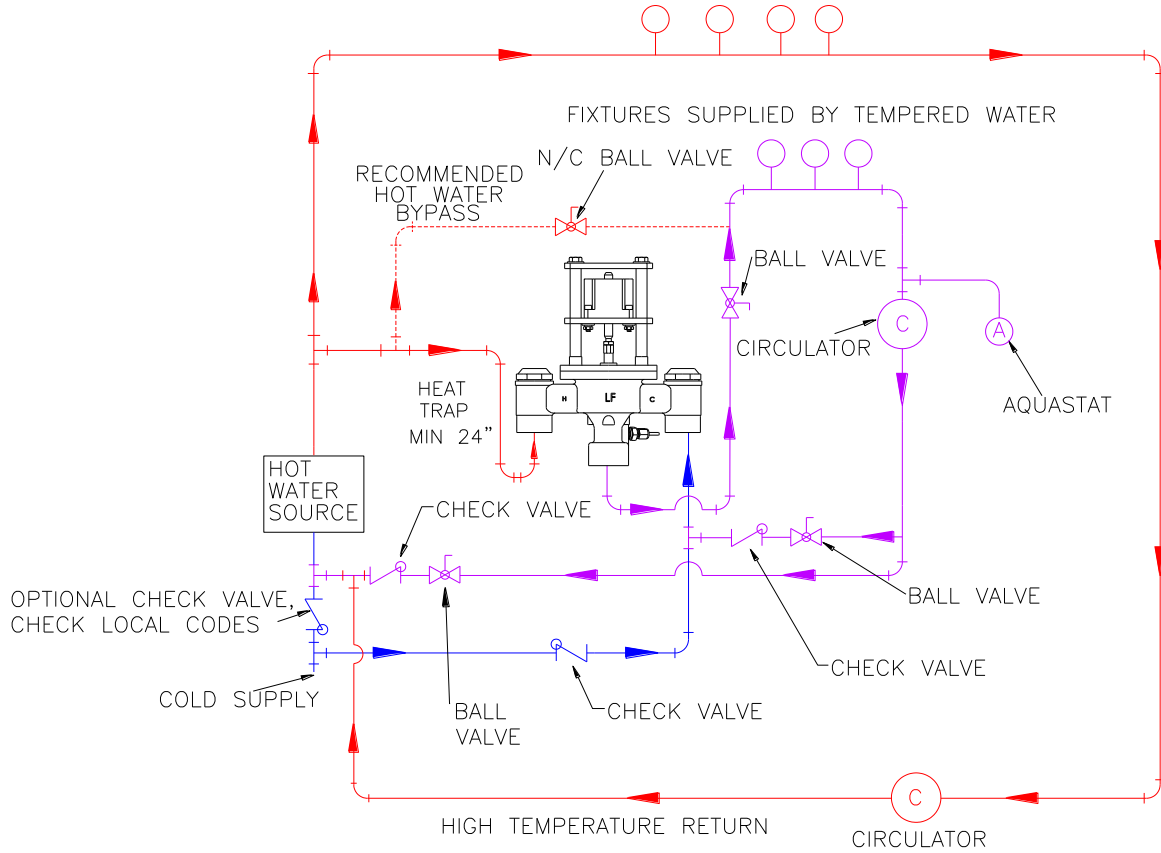 FIXTURES SUPPLIED BY TEMPERED WATER
N/C BALL VALVE
RECOMMENDED
HOT WATER
BYPASS
BALL VALVE
C
CIRCULATOR
A
AQUASTAT
HEAT
TRAP
MIN 24"
H
LF
C
HOT
WATER
SOURCE
CHECK VALVE
OPTIONAL CHECK VALVE,
CHECK LOCAL CODES
BALL VALVE
CHECK VALVE
COLD SUPPLY
BALL
VALVE
CHECK VALVE
C
HIGH TEMPERATURE RETURN
CIRCULATOR